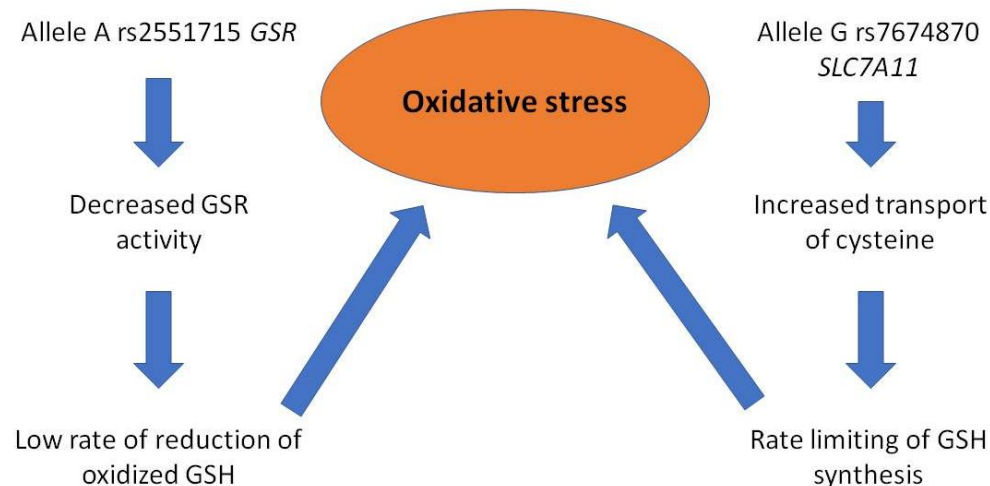 Allele A rs2551715 GSR
Decreased GSR
activity
Low rate of reduction of
oxidized GSH
Oxidative stress
Allele G rs7674870
SLC7A11
Increased transport
of cysteine
Rate limiting of GSH
synthesis